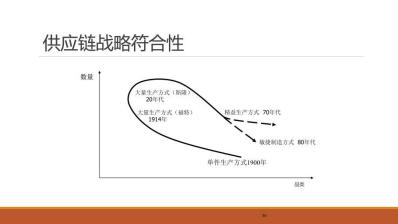 供应链战略符合性
数量
大量生产方式（斯隆）
20年代
大量生产方式（福特）
1914年
精益生产方式 70年代
敏捷制造方式 80年代
单件生产方式1900年
品类